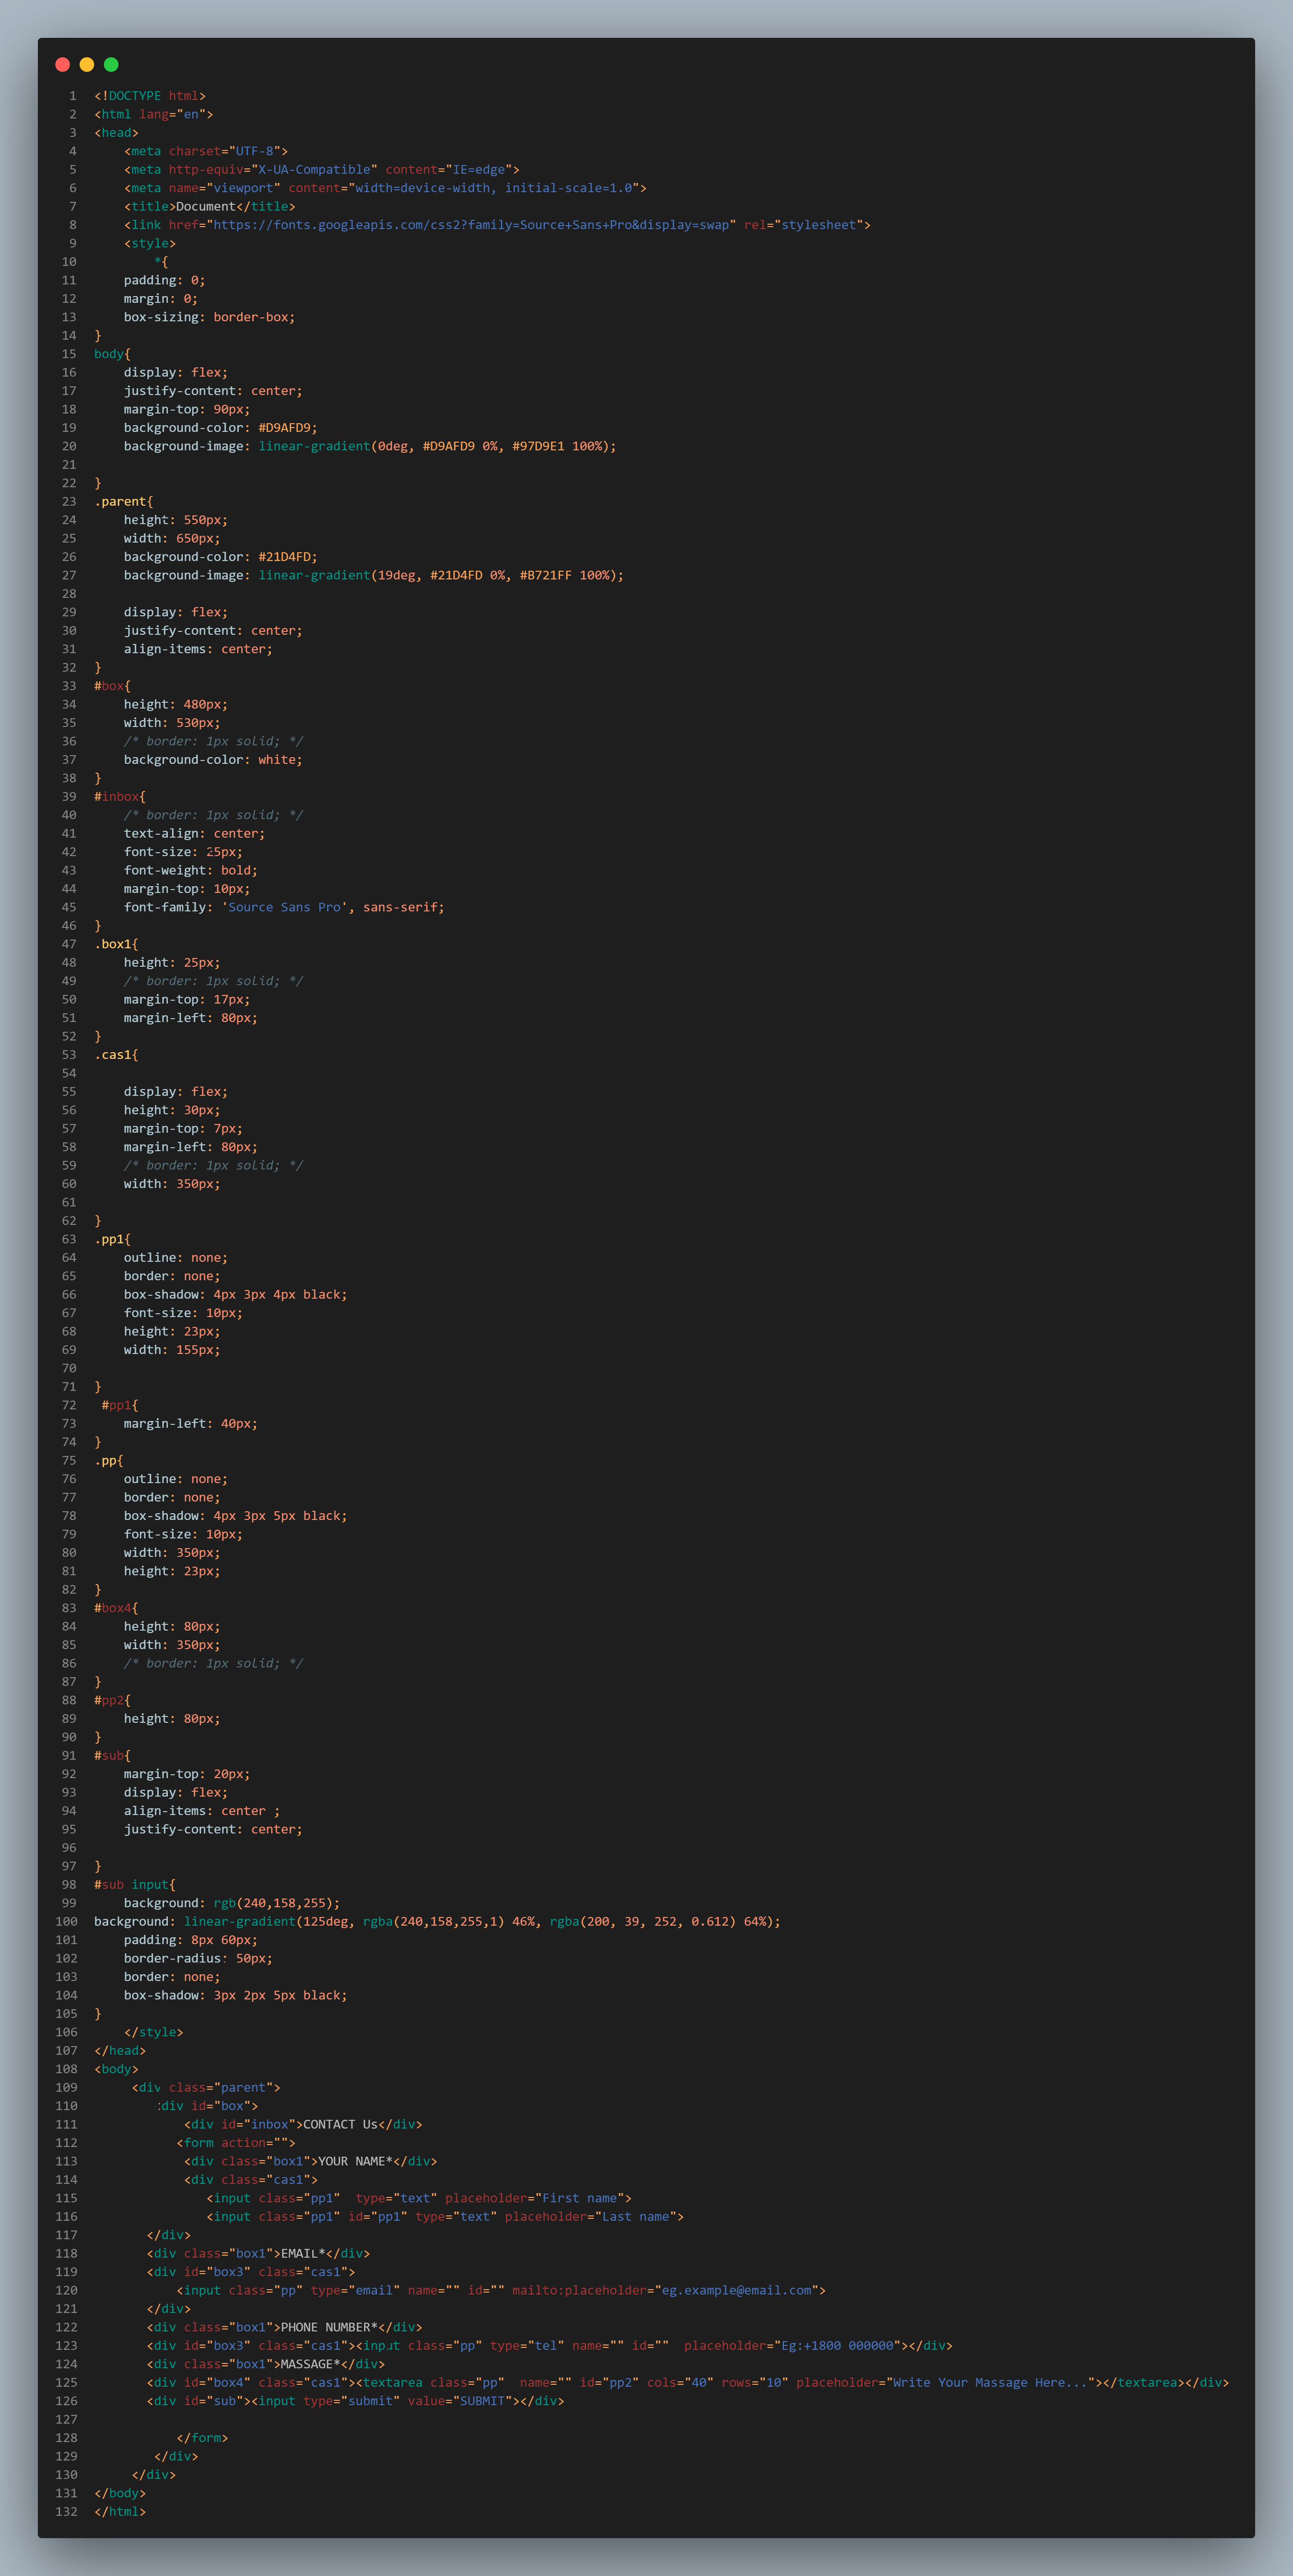 1 <!DOCTYPE html>
2 <html lang="en">
3 <head>
4     <meta charset="UTF-8">
5     <meta http-equiv="X-UA-Compatible" content="IE=edge">
6     <meta name="viewport" content="width=device-width, initial-scale=1.0">
7     <title>Document</title>
8     <link href="https://fonts.googleapis.com/css2?family=Source+Sans+Pro&display=swap" rel="stylesheet">
9     <style>
10         *{
11     padding: 0;
12     margin: 0;
13     box-sizing: border-box;
14 }
15 body{
16     display: flex;
17     justify-content: center;
18     margin-top: 90px;
19     background-color: #D9AFD9;
20     background-image: linear-gradient(0deg, #D9AFD9 0%, #97D9E1 100%);
21
22 }
23 .parent{
24     height: 550px;
25     width: 650px;
26     background-color: #21D4FD;
27     background-image: linear-gradient(19deg, #21D4FD 0%, #B721FF 100%);
28
29     display: flex;
30     justify-content: center;
31     align-items: center;
32 }
33 #box{
34     height: 480px;
35     width: 530px;
36     /* border: 1px solid; */
37     background-color: white;
38 }
39 #inbox{
40     /* border: 1px solid; */
41     text-align: center;
42     font-size: 25px;
43     font-weight: bold;
44     margin-top: 10px;
45     font-family: 'Source Sans Pro', sans-serif;
46 }
47 .box1{
48     height: 25px;
49     /* border: 1px solid; */
50     margin-top: 17px;
51     margin-left: 80px;
52 }
53 .cas1{
54
55     display: flex;
56     height: 30px;
57     margin-top: 7px;
58     margin-left: 80px;
59     /* border: 1px solid; */
60     width: 350px;
61
62 }
63 .pp1{
64     outline: none;
65     border: none;
66     box-shadow: 4px 3px 4px black;
67     font-size: 10px;
68     height: 23px;
69     width: 155px;
70
71 }
72  #pp1{
73     margin-left: 40px;
74 }
75 .pp{
76     outline: none;
77     border: none;
78     box-shadow: 4px 3px 5px black;
79     font-size: 10px;
80     width: 350px;
81     height: 23px;
82 }
83 #box4{
84     height: 80px;
85     width: 350px;
86     /* border: 1px solid; */
87 }
88 #pp2{
89     height: 80px;
90 }
91 #sub{
92     margin-top: 20px;
93     display: flex;
94     align-items: center ;
95     justify-content: center;
96
97 }
98 #sub input{
99     background: rgb(240,158,255);
100 background: linear-gradient(125deg, rgba(240,158,255,1) 46%, rgba(200, 39, 252, 0.612) 64%);
101     padding: 8px 60px;
102     border-radius: 50px;
103     border: none;
104     box-shadow: 3px 2px 5px black;
105 }
106     </style>
107 </head>
108 <body>
109      <div class="parent">
110         <div id="box">
111             <div id="inbox">CONTACT Us</div>
112            <form action="">
113             <div class="box1">YOUR NAME*</div>
114             <div class="cas1">
115                <input class="pp1"  type="text" placeholder="First name">
116                <input class="pp1" id="pp1" type="text" placeholder="Last name">
117        </div>
118        <div class="box1">EMAIL*</div>
119        <div id="box3" class="cas1">
120            <input class="pp" type="email" name="" id="" mailto:placeholder="eg.example@email.com">
121        </div>
122        <div class="box1">PHONE NUMBER*</div>
123        <div id="box3" class="cas1"><input class="pp" type="tel" name="" id=""  placeholder="Eg:+1800 000000"></div>
124        <div class="box1">MASSAGE*</div>
125        <div id="box4" class="cas1"><textarea class="pp"  name="" id="pp2" cols="40" rows="10" placeholder="Write Your Massage Here..."></textarea></div>
126        <div id="sub"><input type="submit" value="SUBMIT"></div>
127
128            </form>
129         </div>
130      </div>
131 </body>
132 </html>